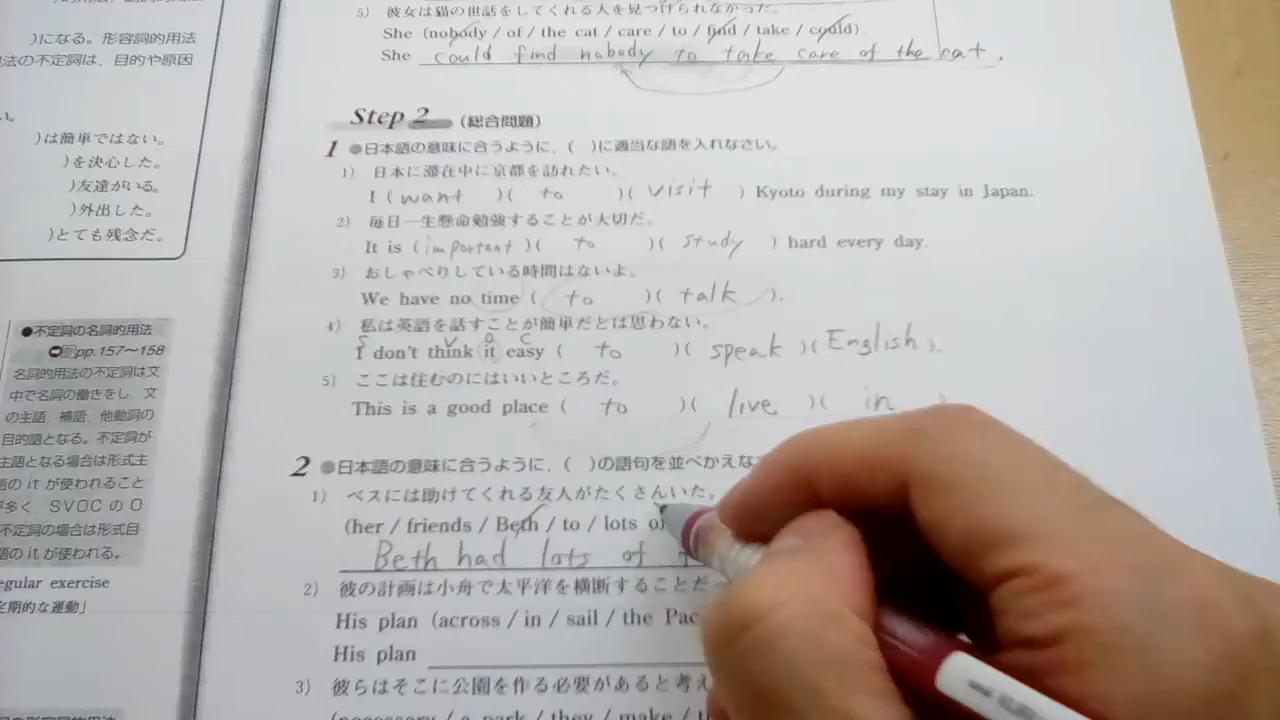 )になる。形容詞的用法
法の不定詞は、目的や原因
い。
)は簡単ではない。
)を決心した。
)友達がいる。
)外出した。
)とても残念だ。
●不定詞の名詞的用法
pp.157〜158
名詞的用法の不定詞は文
中で名詞の働きをし、文
の主語、補語、他動詞の
目的語となる。不定詞が
主語となる場合は形式主
語の it が使われること
が多く、SVOC の O
不定詞の場合は形式目
語の it が使われる。
egular exercise
定期的な運動」
5) 彼女は猫の世話をしてくれる人を見つけられなかった。
She (nobody / of / the cat / care / to / find / take / could).
She could find nobody to take care of the cat .
Step 2 (総合問題)
1 ●日本語の意味に合うように、( )に適当な語を入れなさい。
1) 日本に滞在中に京都を訪れたい。
I ( want )( to )( visit ) Kyoto during my stay in Japan.
2) 毎日一生懸命勉強することが大切だ。
It is ( important )( to )( study ) hard every day.
3) おしゃべりしている時間はないよ。
We have no time ( to )( talk ).
4) 私は英語を話すことが簡単だとは思わない。
S V O C
I don't think it easy ( to )( speak )( English ).
5) ここは住むのにはいいところだ。
This is a good place ( to )( live )( in )
2 ●日本語の意味に合うように、( )の語句を並べかえな
1) ベスには助けてくれる友人がたくさんいた。
(her / friends / Beth / to / lots of
Beth had lots of f
2) 彼の計画は小舟で太平洋を横断することだ
His plan (across / in / sail / the Pac
His plan
3) 彼らはそこに公園を作る必要があると考え
(necessary / a park / they / make / t